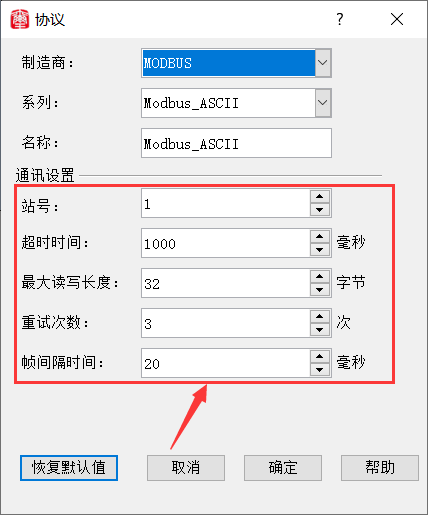 协议
制造商： MODBUS
系列： Modbus_ASCII
名称： Modbus_ASCII
通讯设置
站号： 1
超时时间： 1000 毫秒
最大读写长度： 32 字节
重试次数： 3 次
帧间隔时间： 20 毫秒
恢复默认值 取消 确定 帮助